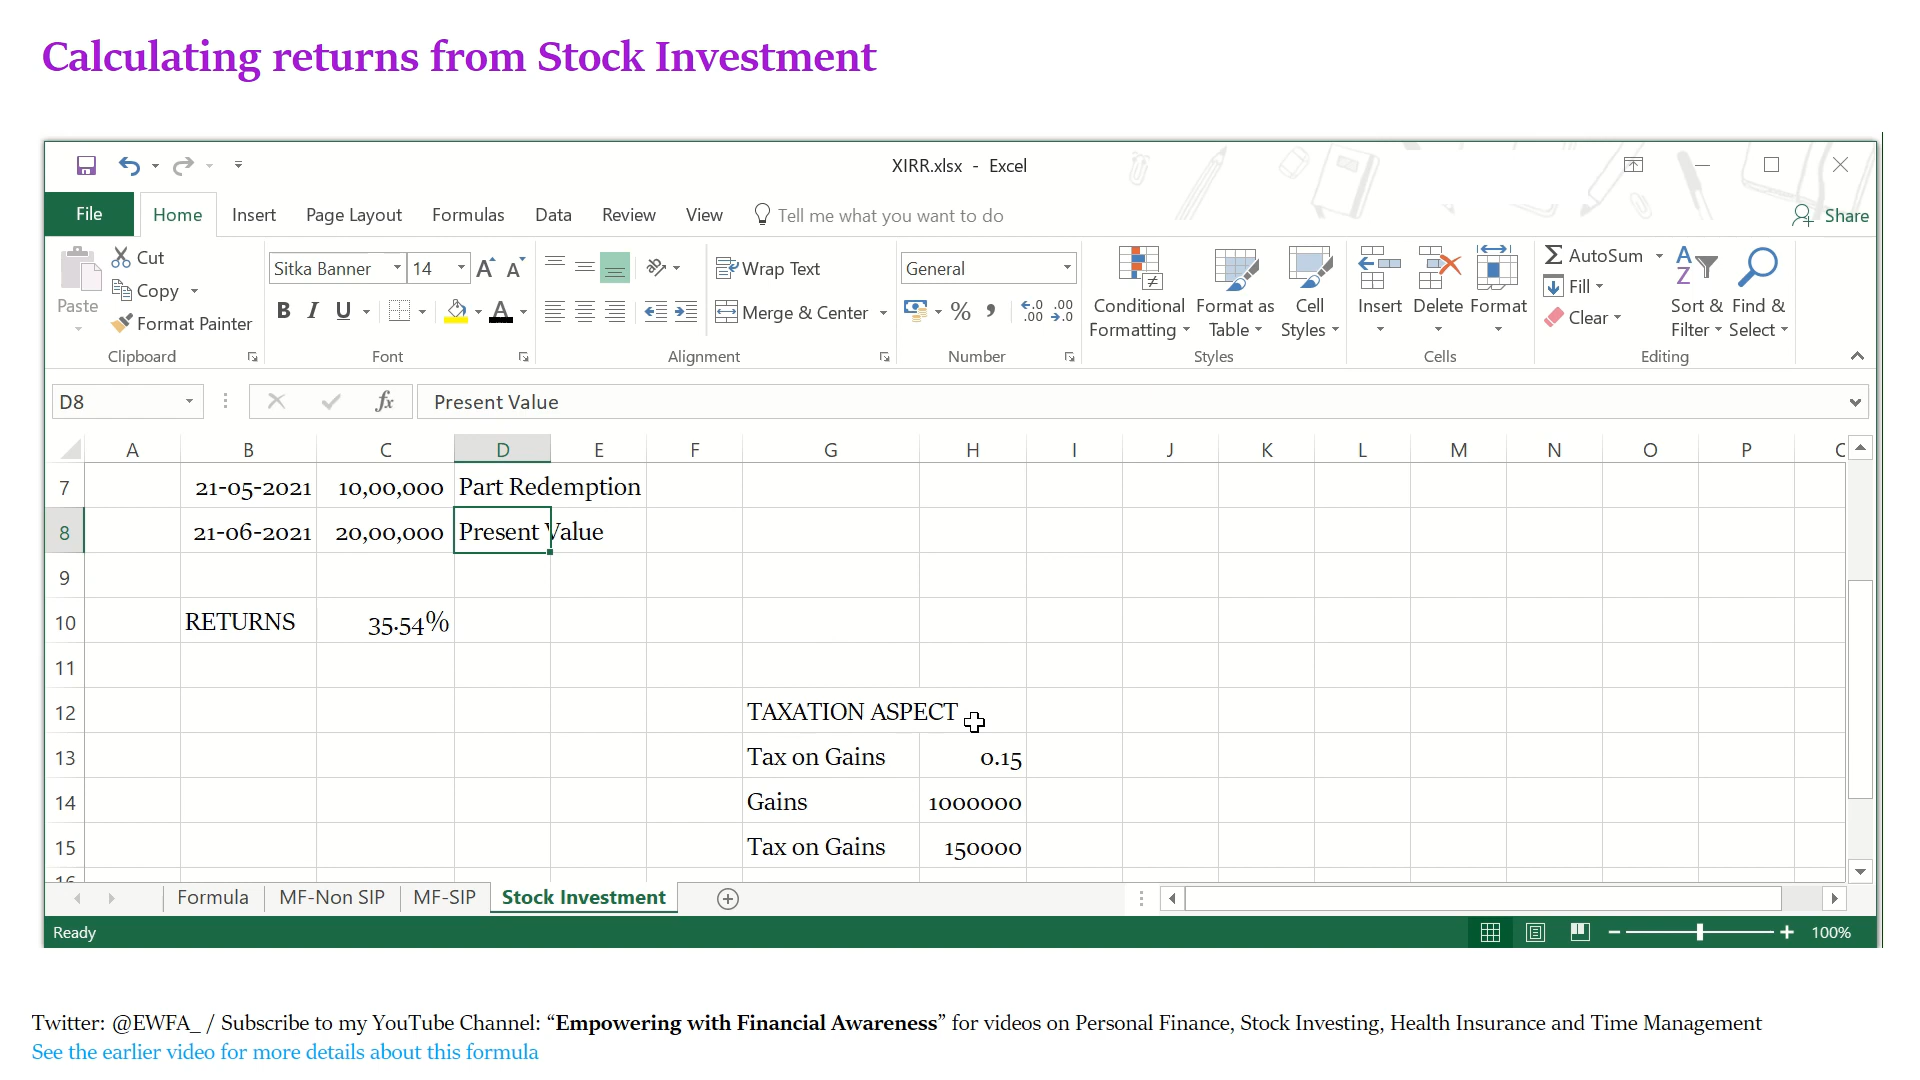 Calculating returns from Stock Investment
XIRR.xlsx - Excel
File Home Insert Page Layout Formulas Data Review View Tell me what you want to do Share
Paste
Cut
Copy
Format Painter
Clipboard
Sitka Banner 14
B I U
Font
Wrap Text
Merge & Center
Alignment
General
Number
Conditional Formatting
Format as Table
Cell Styles
Styles
Insert Delete Format
Cells
AutoSum
Fill
Clear
Sort & Filter
Find & Select
Editing
D8 fx Present Value
A B C D E F G H I J K L M N O P
7 21-05-2021 10,00,000 Part Redemption
8 21-06-2021 20,00,000 Present Value
9
10 RETURNS 35.54%
11
12 TAXATION ASPECT
13 Tax on Gains 0.15
14 Gains 1000000
15 Tax on Gains 150000
Formula MF-Non SIP MF-SIP Stock Investment
Ready 100%
Twitter: @EWFA_ / Subscribe to my YouTube Channel: “Empowering with Financial Awareness” for videos on Personal Finance, Stock Investing, Health Insurance and Time Management
See the earlier video for more details about this formula